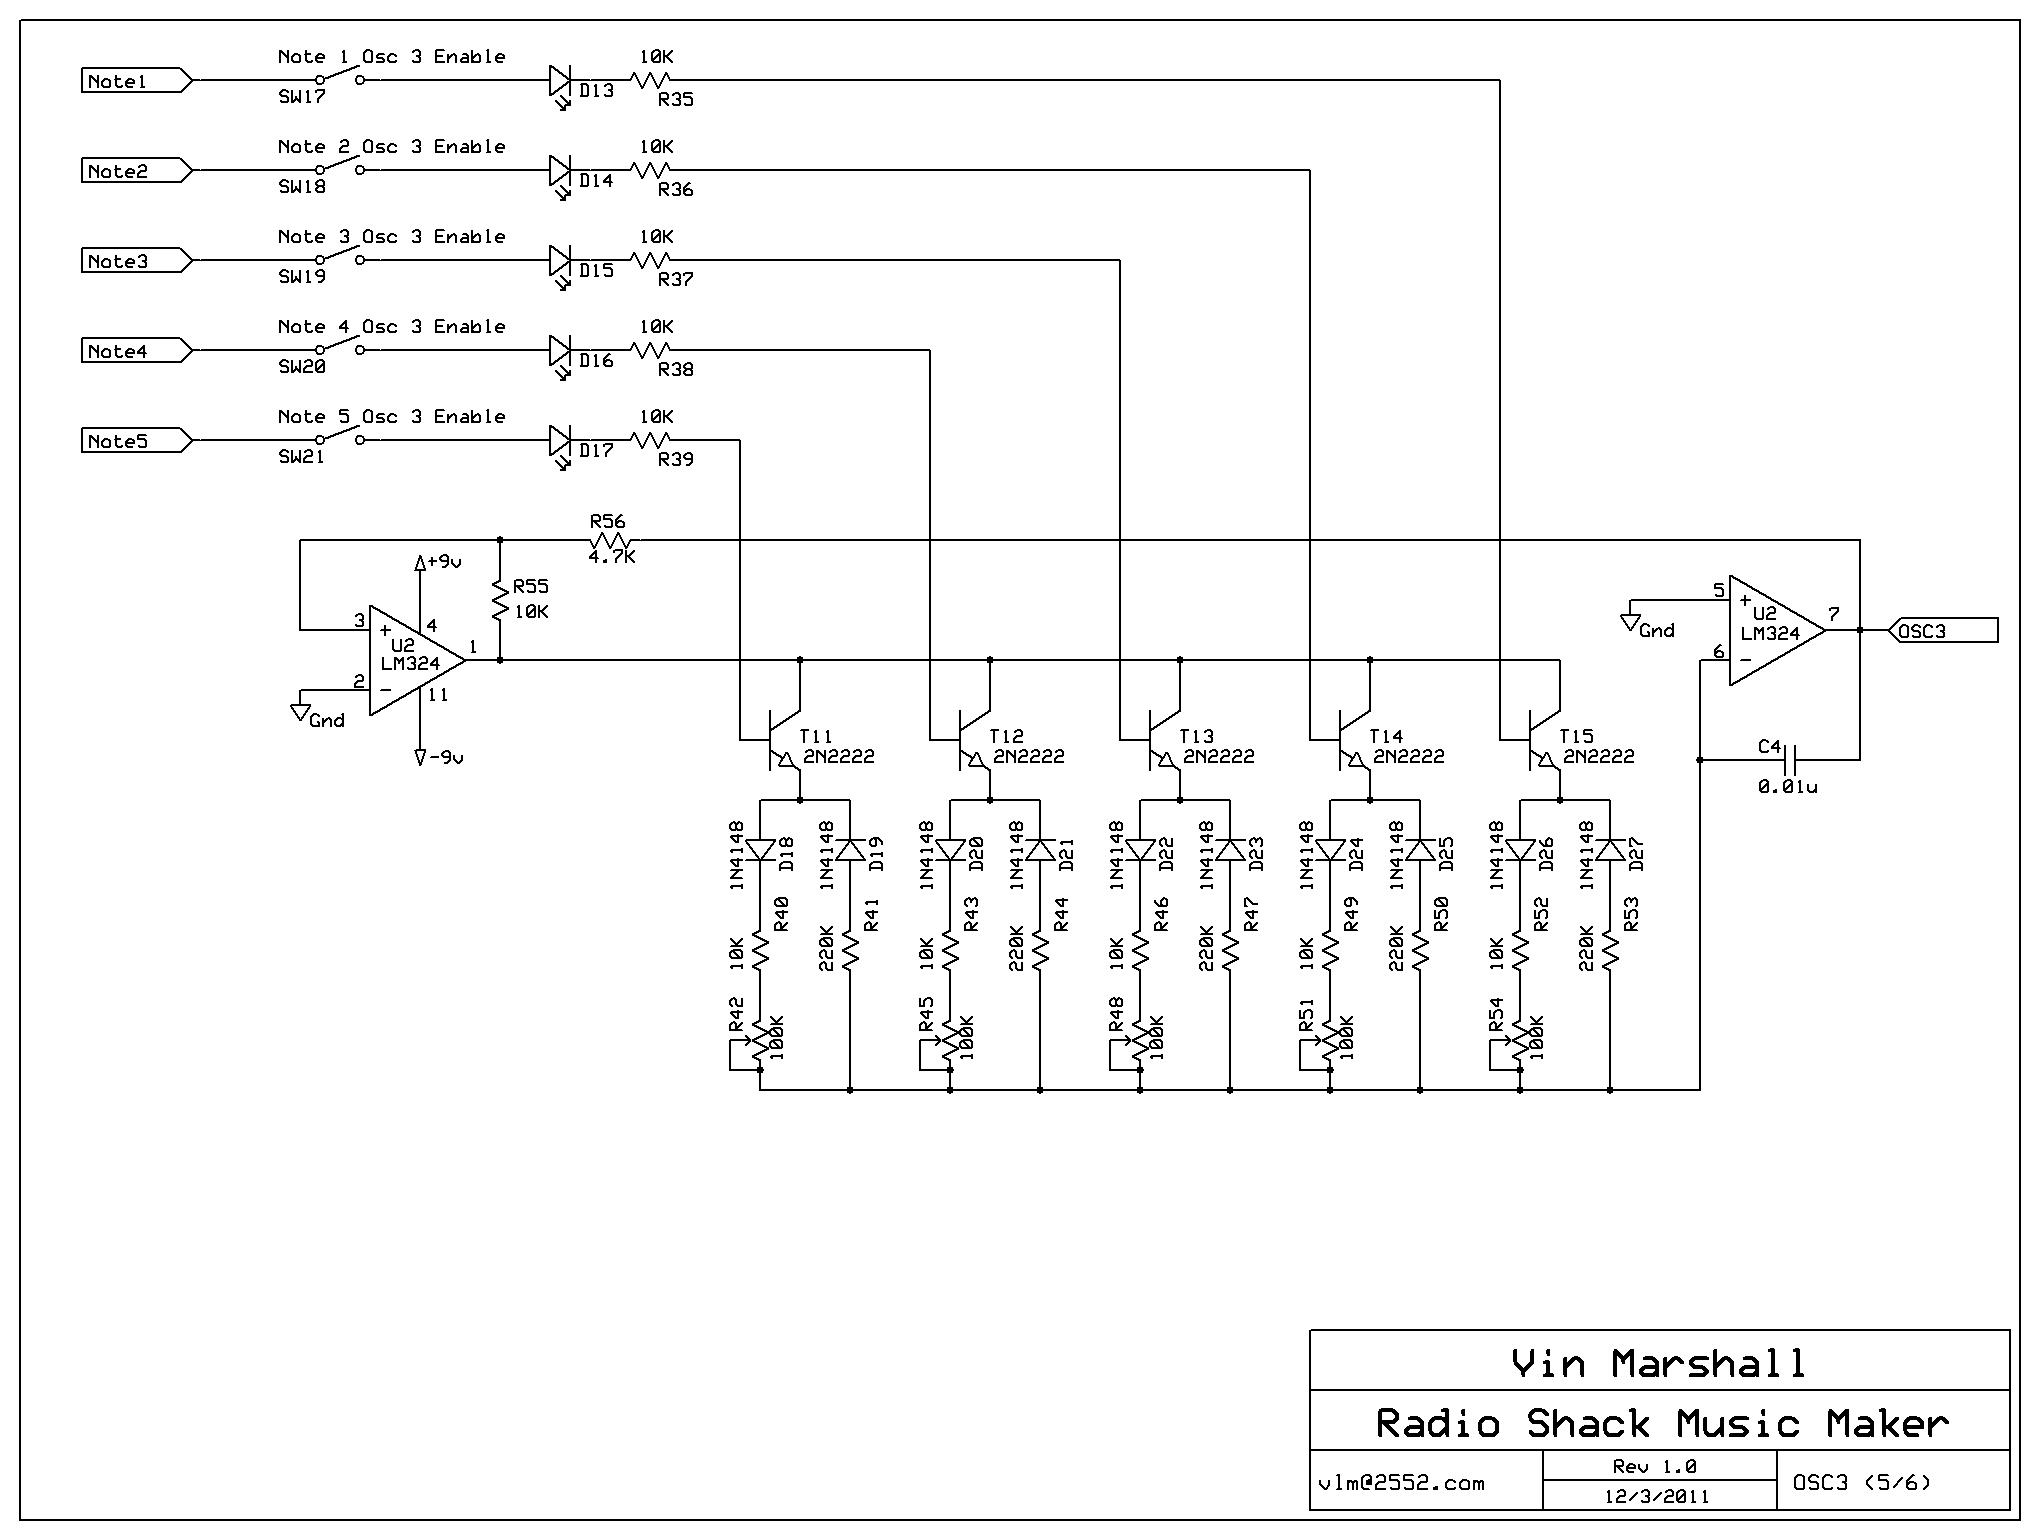 Note 1 Osc 3 Enable
10K
Note1
SW17
D13
R35
Note 2 Osc 3 Enable
10K
Note2
SW18
D14
R36
Note 3 Osc 3 Enable
10K
Note3
SW19
D15
R37
Note 4 Osc 3 Enable
10K
Note4
SW20
D16
R38
Note 5 Osc 3 Enable
10K
Note5
SW21
D17
R39
R56
4.7K
+9v
R55
10K
3
+
4
U2
LM324
1
2
-
11
Gnd
-9v
5
+
U2
LM324
7
6
-
Gnd
OSC3
C4
0.01u
T11
2N2222
T12
2N2222
T13
2N2222
T14
2N2222
T15
2N2222
1N4148
D18
1N4148
D19
1N4148
D20
1N4148
D21
1N4148
D22
1N4148
D23
1N4148
D24
1N4148
D25
1N4148
D26
1N4148
D27
10K
R40
220K
R41
10K
R43
220K
R44
10K
R46
220K
R47
10K
R49
220K
R50
10K
R52
220K
R53
R42
100K
R45
100K
R48
100K
R51
100K
R54
100K
Vin Marshall
Radio Shack Music Maker
vlm@2552.com
Rev 1.0
12/3/2011
OSC3 (5/6)